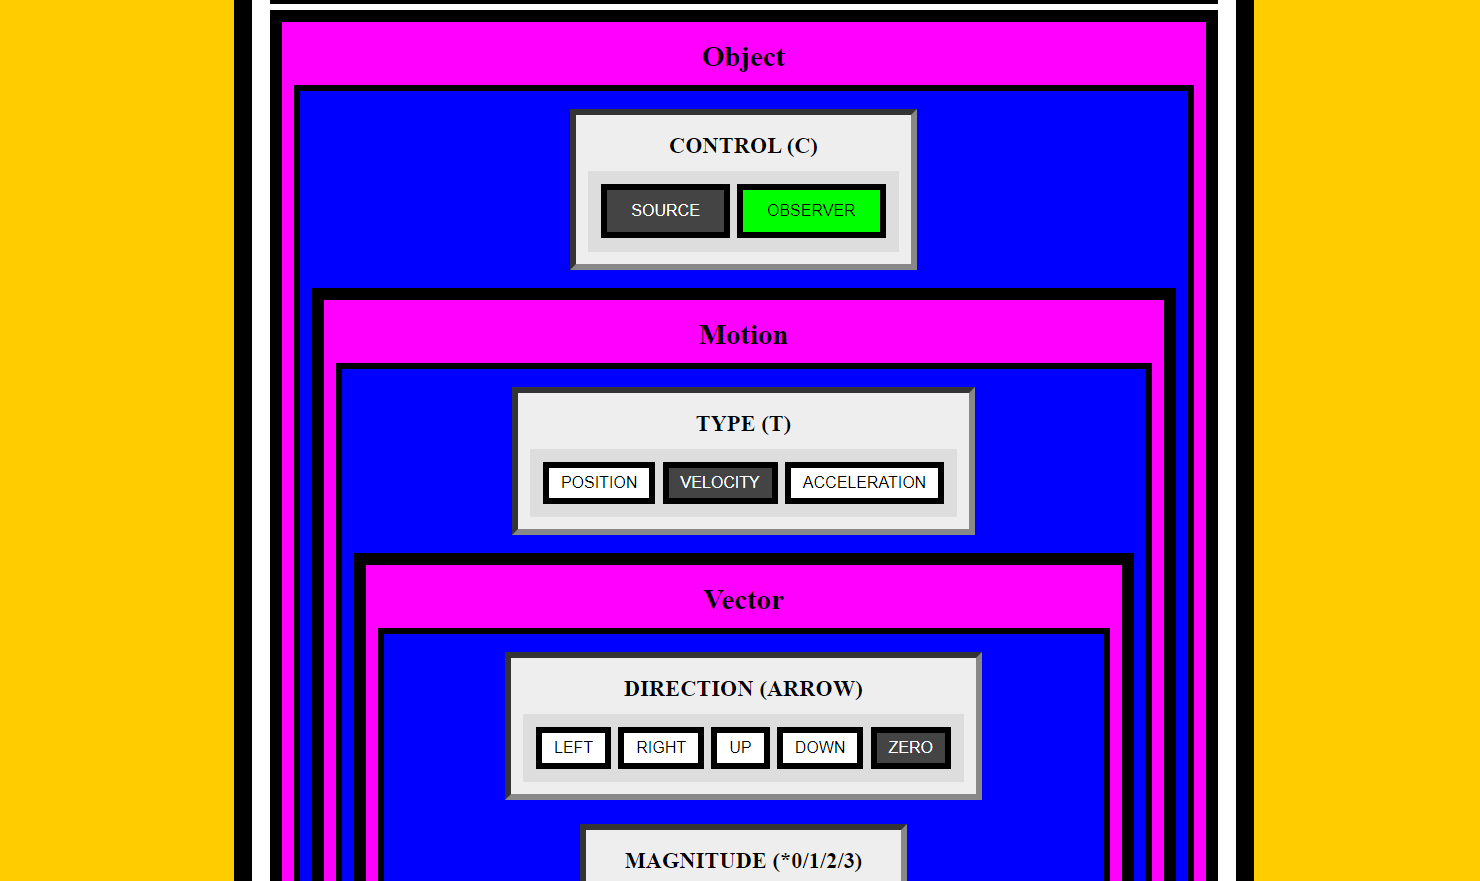 Object
CONTROL (C)
SOURCE OBSERVER
Motion
TYPE (T)
POSITION VELOCITY ACCELERATION
Vector
DIRECTION (ARROW)
LEFT RIGHT UP DOWN ZERO
MAGNITUDE (*0/1/2/3)